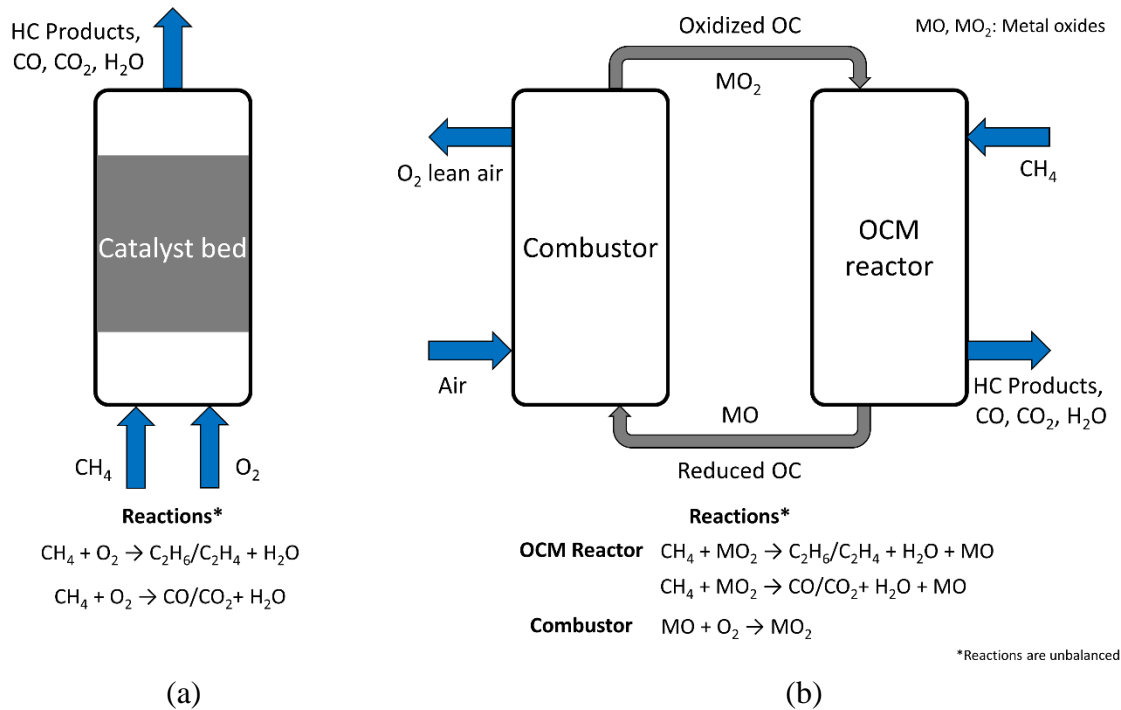 HC Products,
CO, CO₂, H₂O
Catalyst bed
CH₄
O₂
Reactions*
CH₄ + O₂ → C₂H₆/C₂H₄ + H₂O
CH₄ + O₂ → CO/CO₂+ H₂O
(a)
Oxidized OC
MO₂
MO, MO₂: Metal oxides
O₂ lean air
Combustor
Air
CH₄
OCM
reactor
HC Products,
CO, CO₂, H₂O
MO
Reduced OC
Reactions*
OCM Reactor CH₄ + MO₂ → C₂H₆/C₂H₄ + H₂O + MO
CH₄ + MO₂ → CO/CO₂+ H₂O + MO
Combustor MO + O₂ → MO₂
*Reactions are unbalanced
(b)